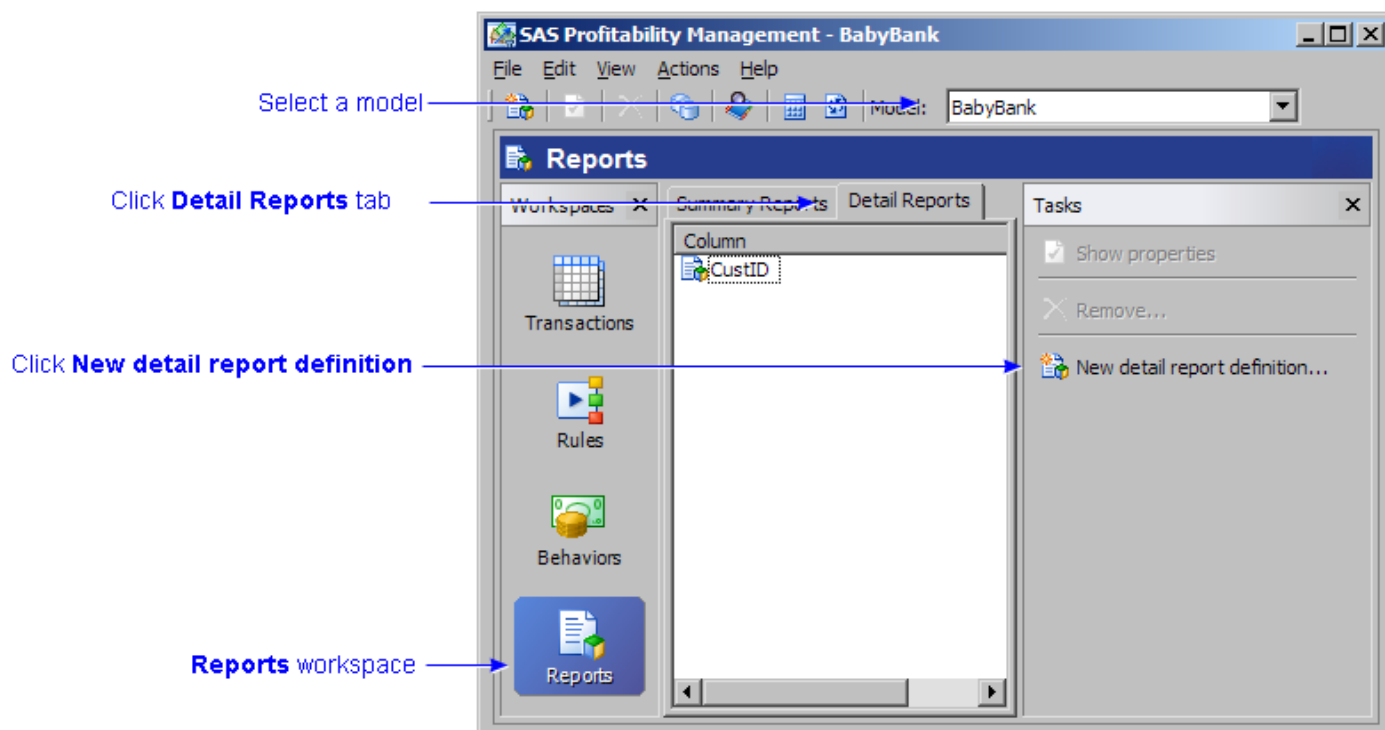 SAS Profitability Management - BabyBank
File Edit View Actions Help
Select a model
Model: BabyBank
Reports
Click Detail Reports tab
Workspaces
Summary Reports
Detail Reports
Tasks
Column
CustID
Show properties
Transactions
Remove...
Click New detail report definition
New detail report definition...
Rules
Behaviors
Reports workspace
Reports